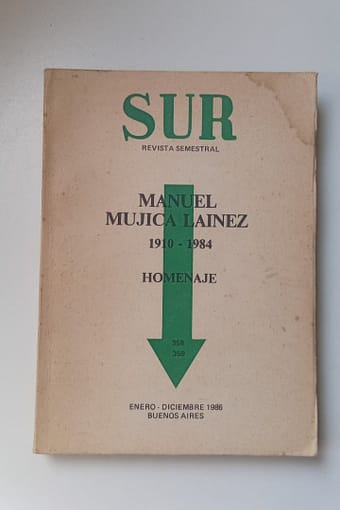 SUR
REVISTA SEMESTRAL
MANUEL
MUJICA LAINEZ
1910 - 1984
HOMENAJE
358
359
ENERO - DICIEMBRE 1986
BUENOS AIRES